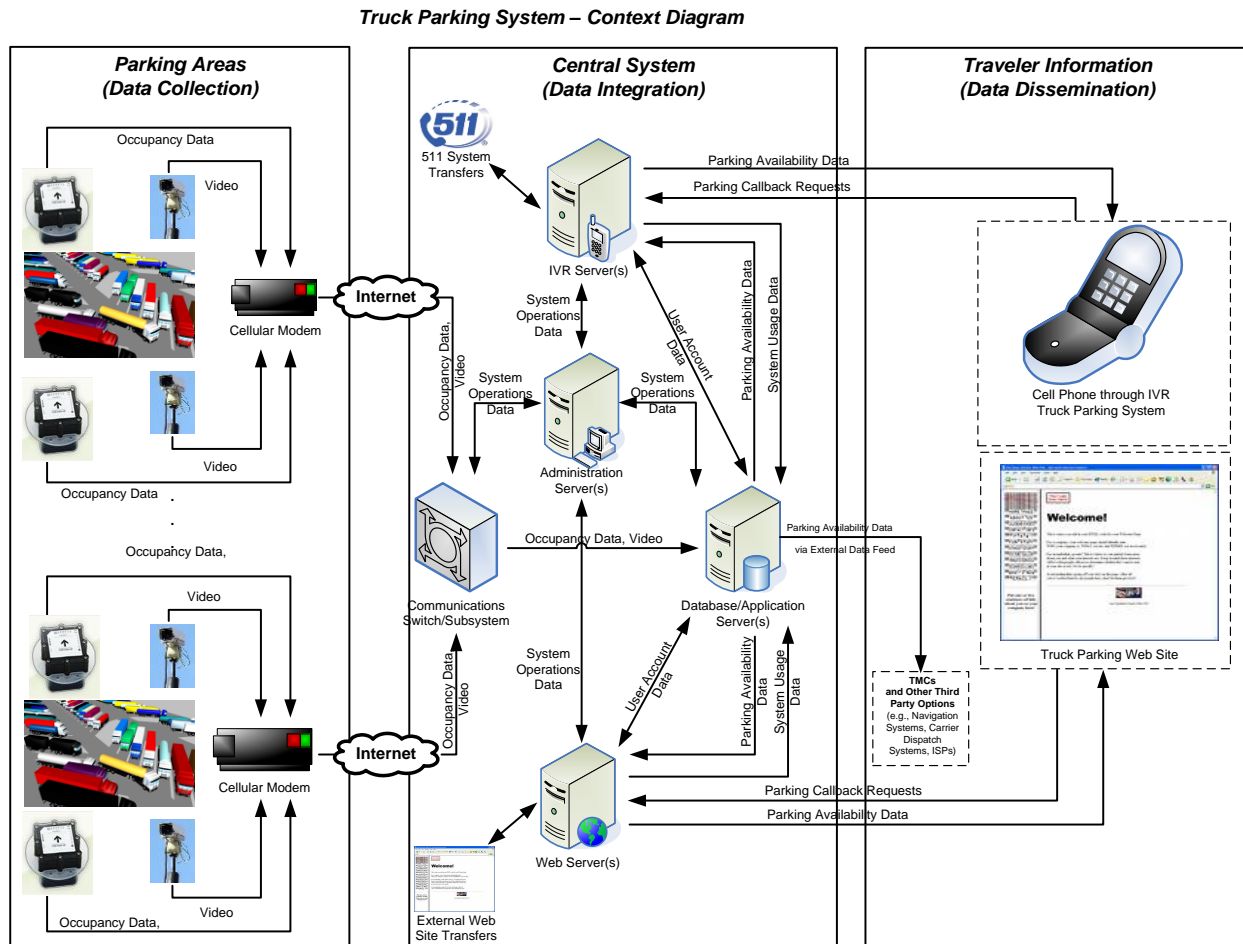 Truck Parking System – Context Diagram
Parking Areas
(Data Collection)
Occupancy Data
Video
Cellular Modem
Internet
Video
Occupancy Data
.
.
.
Occupancy Data,
Video
Cellular Modem
Internet
Video
Occupancy Data,
Central System
(Data Integration)
511
®
511 System
Transfers
IVR Server(s)
System
Operations
Data
User Account
Data
Parking Availability Data
System Usage Data
Occupancy Data,
Video
System
Operations
Data
System
Operations
Data
Administration
Server(s)
Communications
Switch/Subsystem
Occupancy Data, Video
Database/Application
Server(s)
Occupancy Data,
Video
System
Operations
Data
User Account
Data
Parking Availability
Data
System Usage
Data
Web Server(s)
Welcome!
External Web
Site Transfers
Traveler Information
(Data Dissemination)
Parking Availability Data
Parking Callback Requests
Cell Phone through IVR
Truck Parking System
Parking Availability Data
via External Data Feed
Welcome!
Truck Parking Web Site
TMCs
and Other Third
Party Options
(e.g., Navigation
Systems, Carrier
Dispatch
Systems, ISPs)
Parking Callback Requests
Parking Availability Data